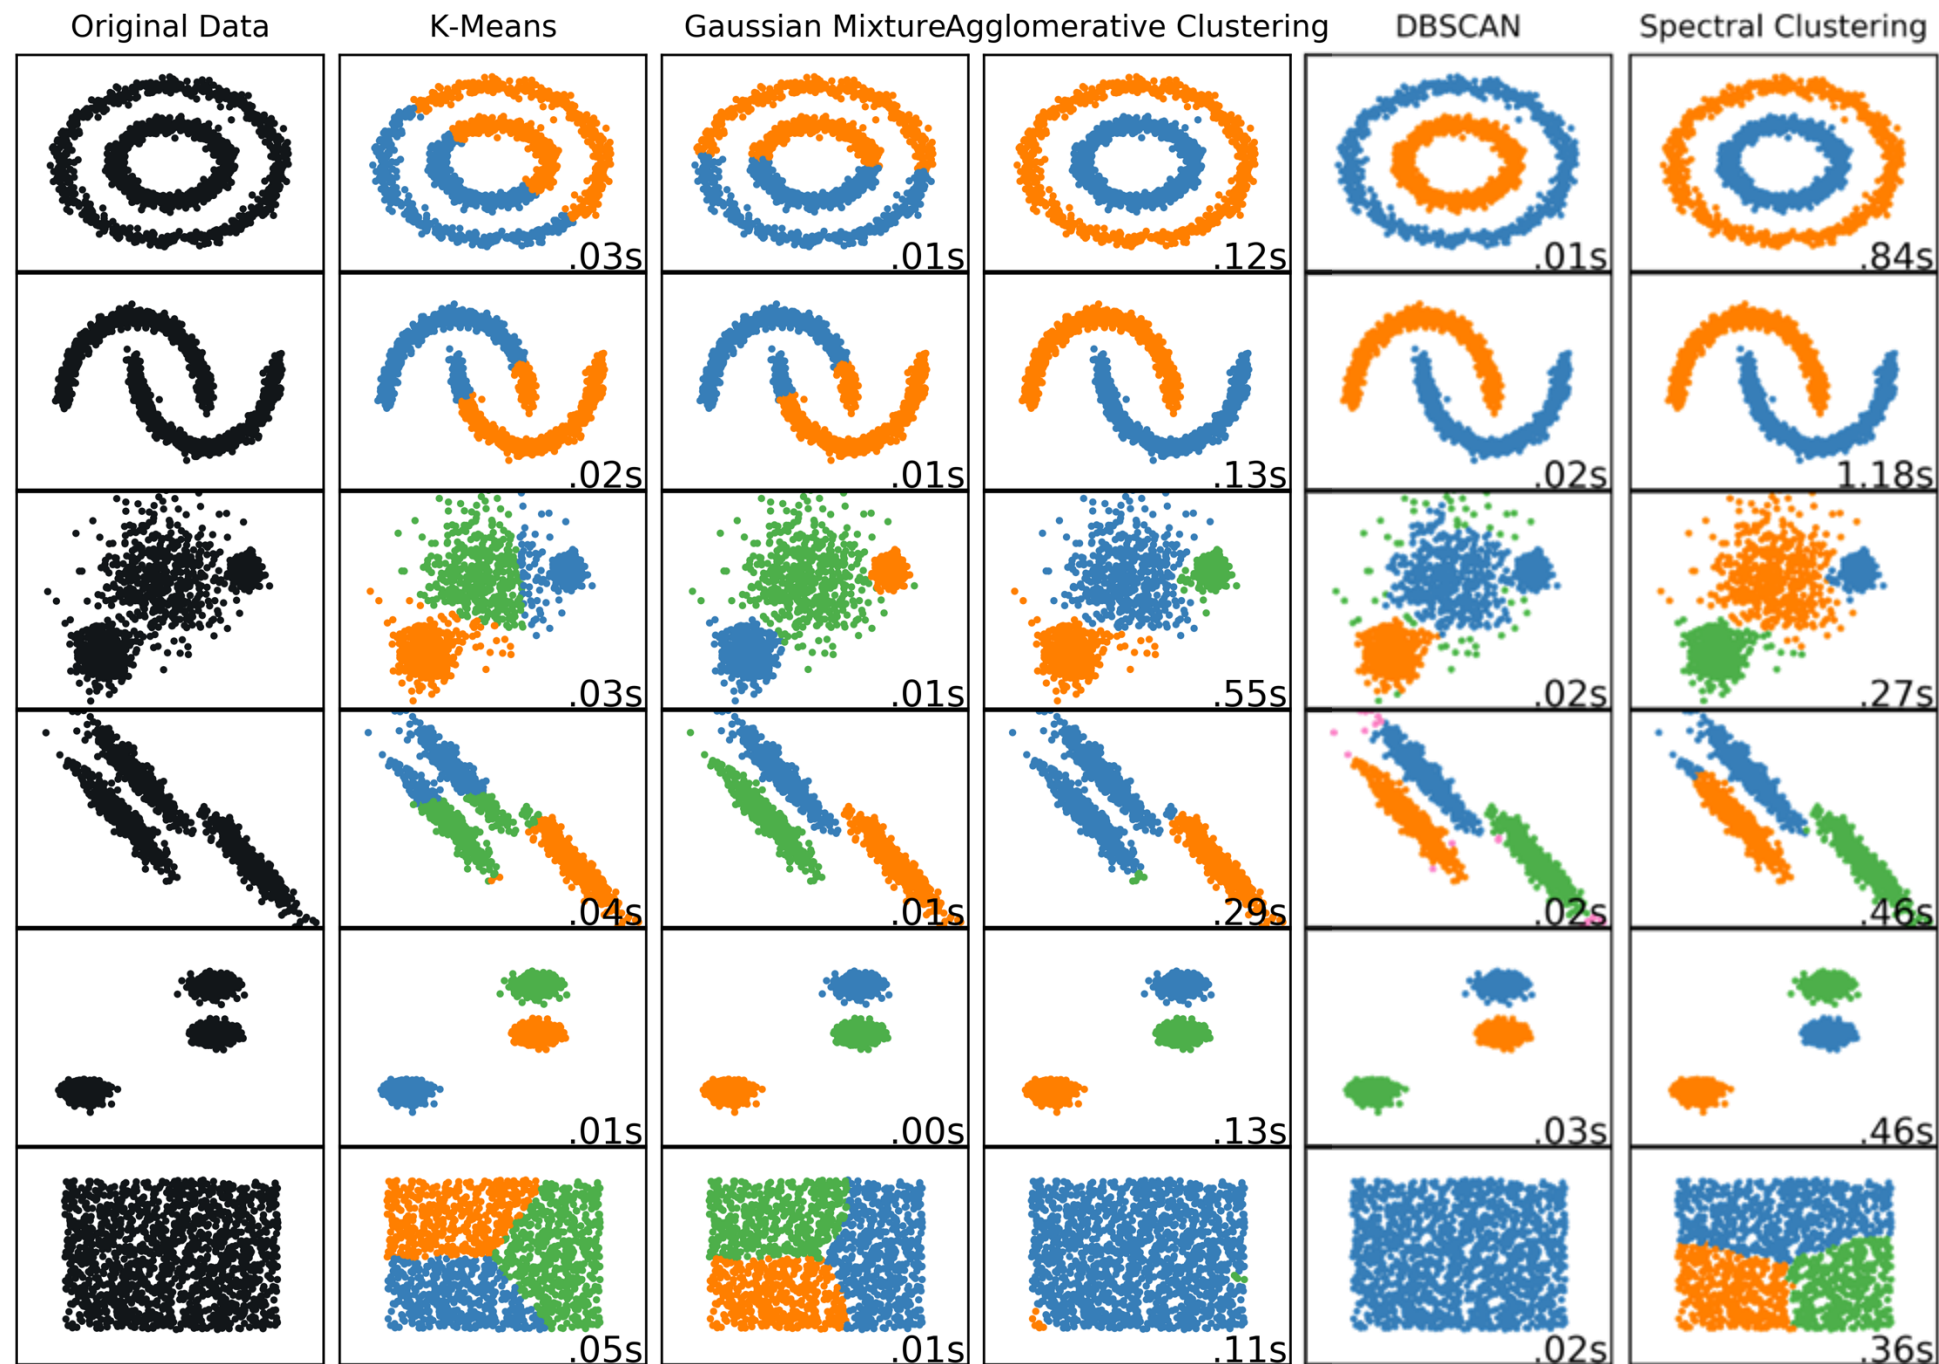 Original Data K-Means Gaussian Mixture Agglomerative Clustering DBSCAN Spectral Clustering
.03s .01s .12s .01s .84s
.02s .01s .13s .02s 1.18s
.03s .01s .55s .02s .27s
.04s .01s .29s .02s .46s
.01s .00s .13s .03s .46s
.05s .01s .11s .02s .36s